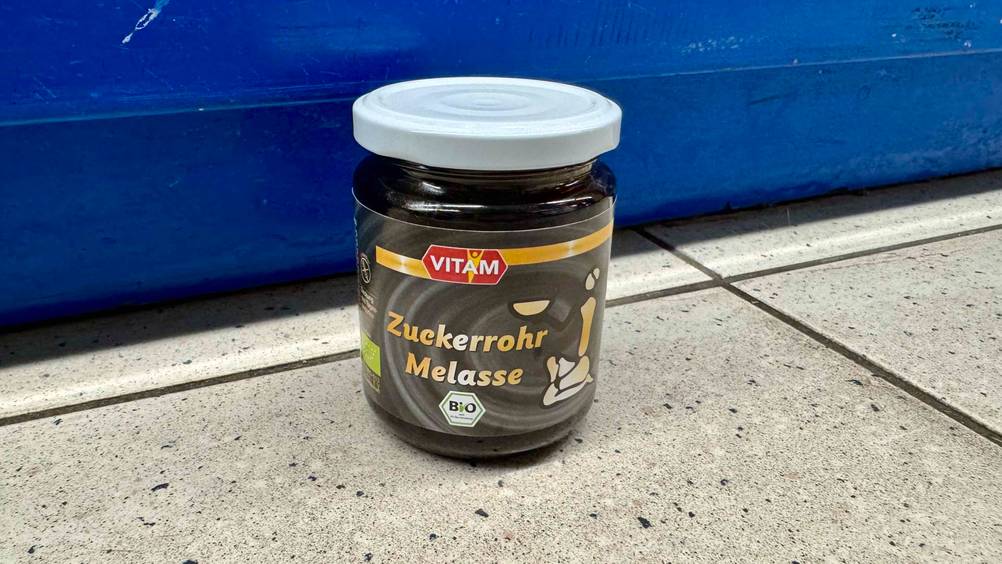 VITAM
Zuckerrohr
Melasse
Bio